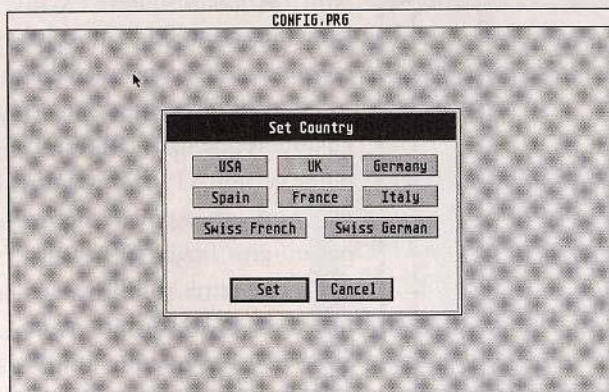 CONFIG.PRG
Set Country
USA UK Germany
Spain France Italy
Swiss French Swiss German
Set Cancel